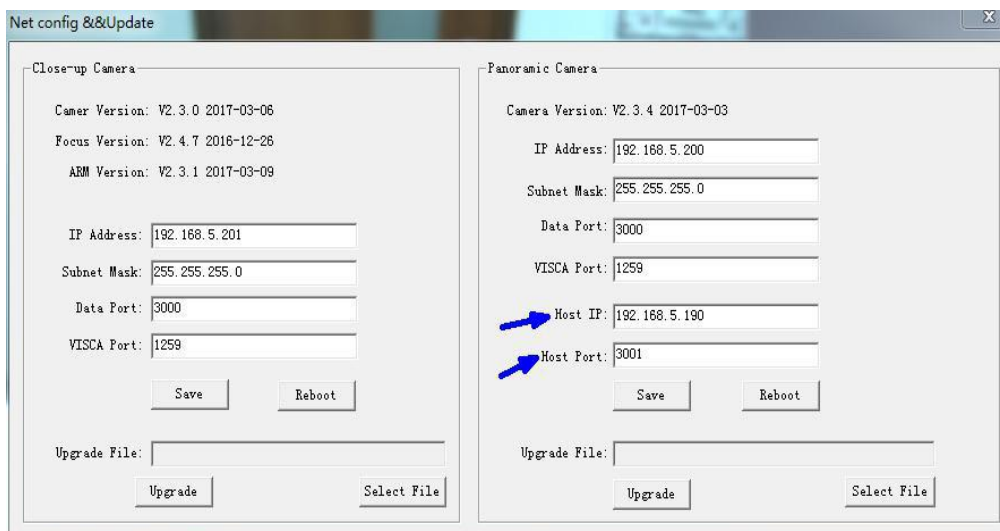 Net config &&Update
Close-up Camera
Camer Version: V2.3.0 2017-03-06
Focus Version: V2.4.7 2016-12-26
ARM Version: V2.3.1 2017-03-09
IP Address: 192.168.5.201
Subnet Mask: 255.255.255.0
Data Port: 3000
VISCA Port: 1259
Save Reboot
Upgrade File:
Upgrade Select File
Panoramic Camera
Camera Version: V2.3.4 2017-03-03
IP Address: 192.168.5.200
Subnet Mask: 255.255.255.0
Data Port: 3000
VISCA Port: 1259
Host IP: 192.168.5.190
Host Port: 3001
Save Reboot
Upgrade File:
Upgrade Select File